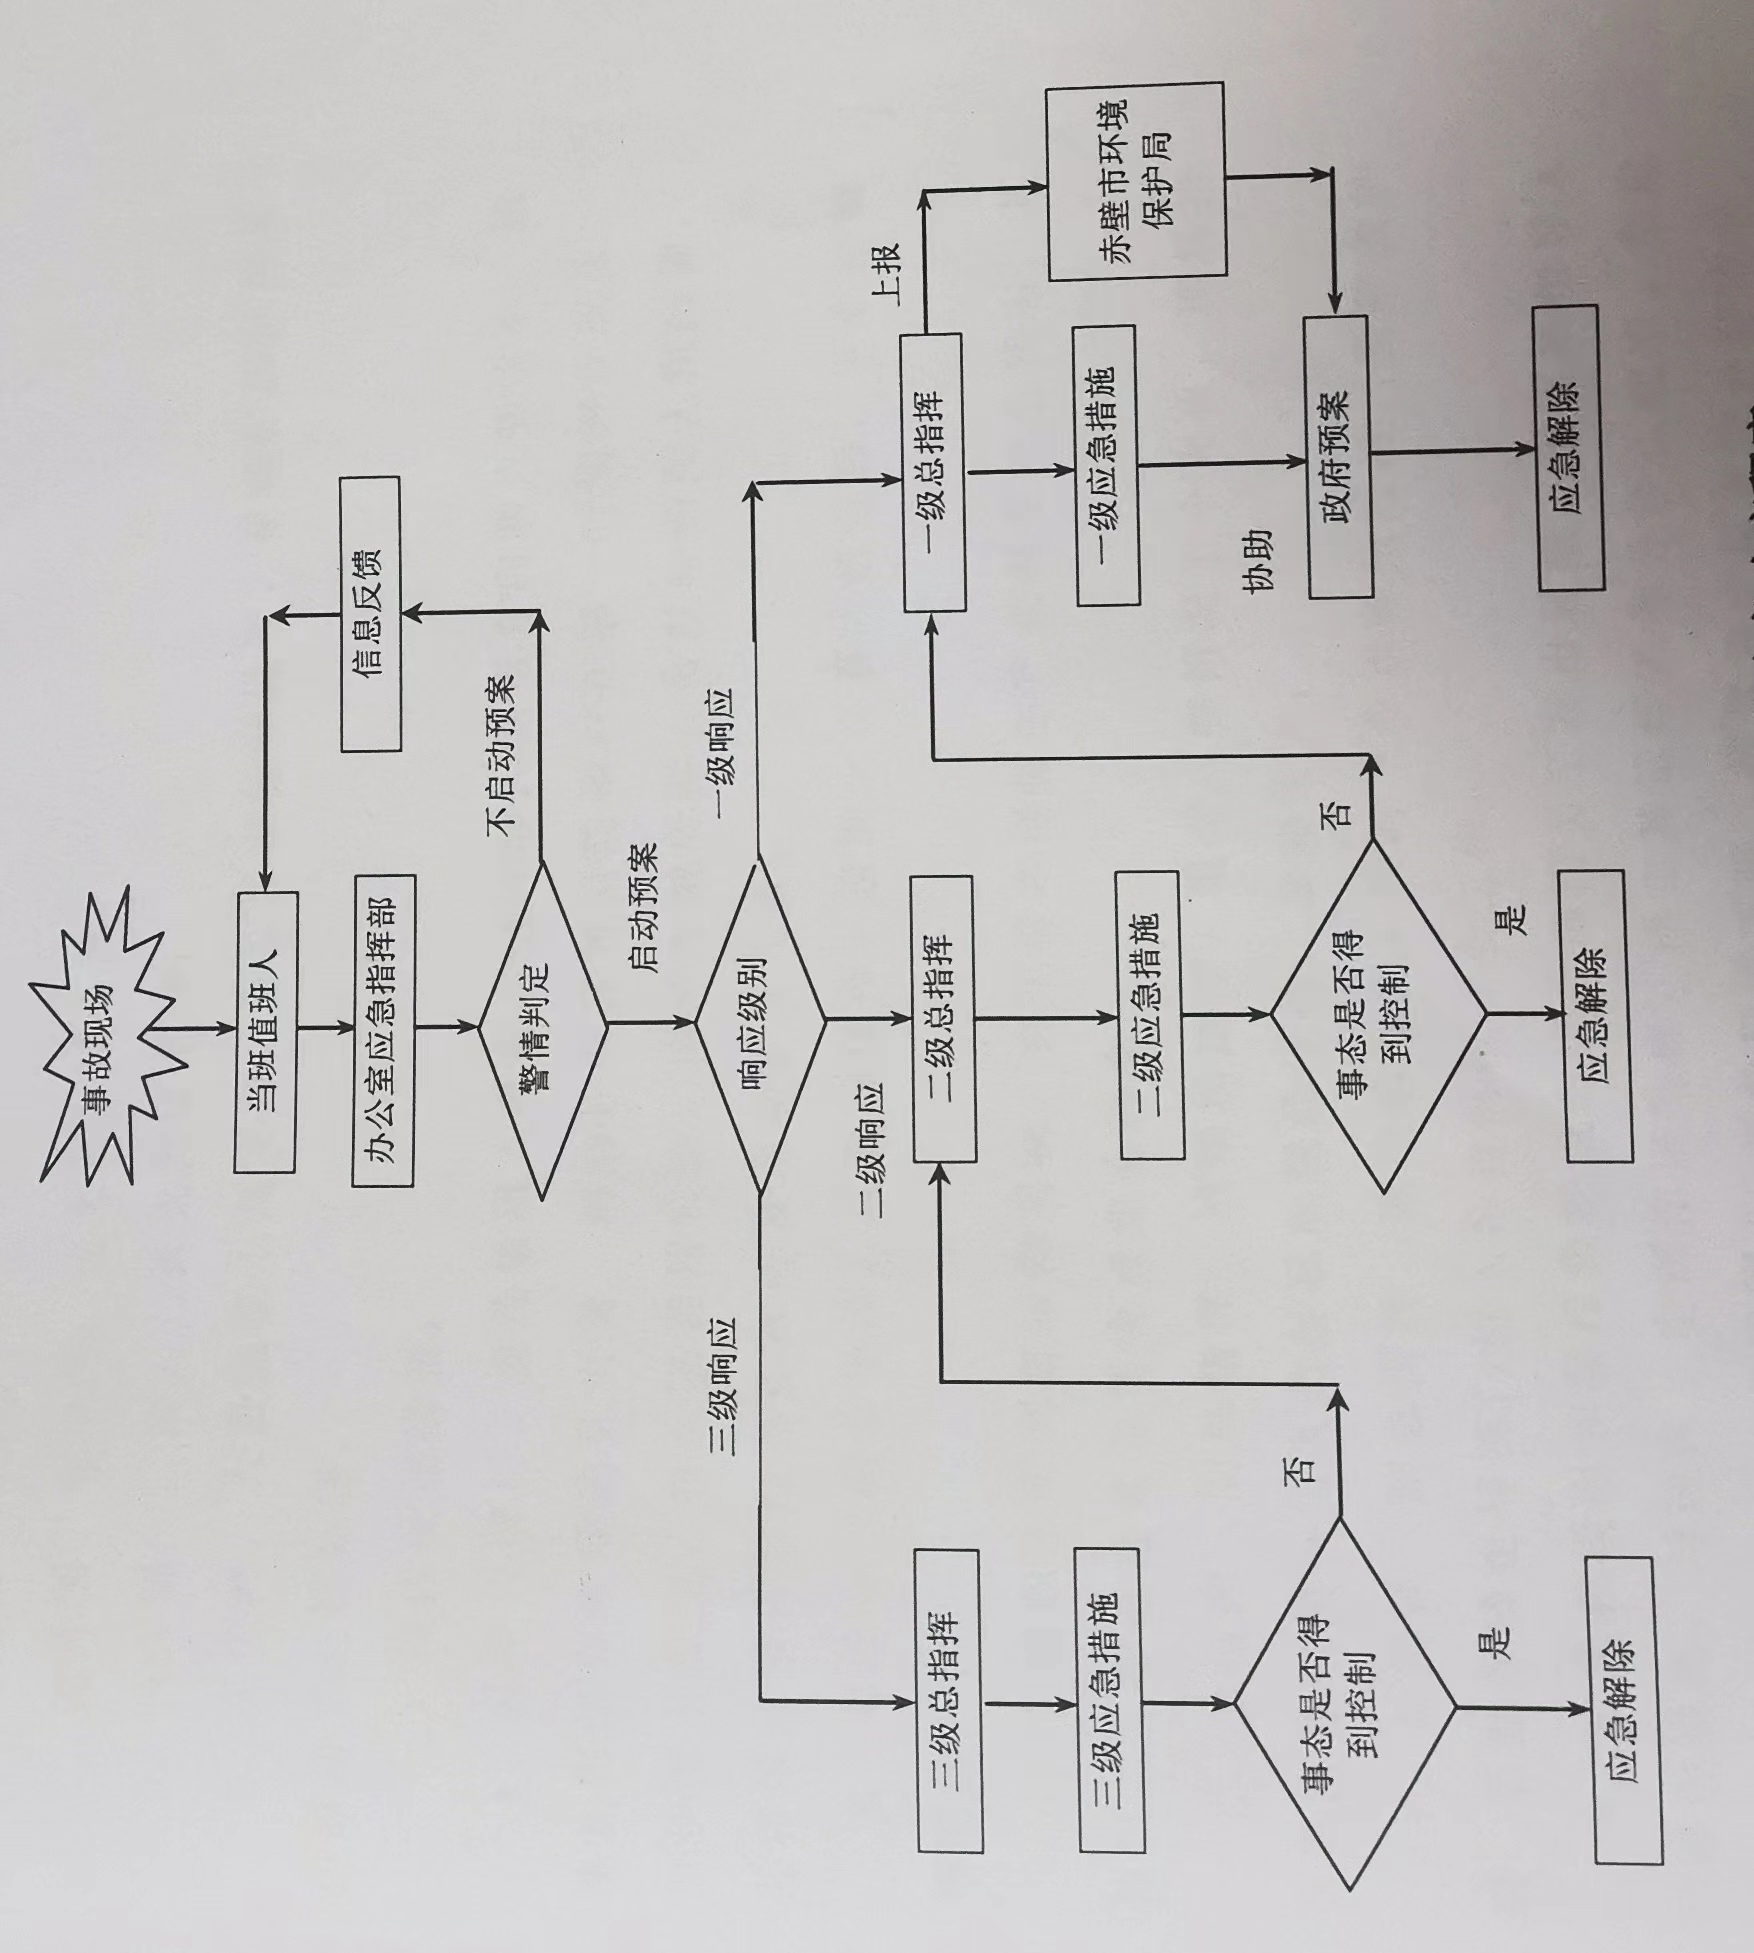 事故现场
当班值班人
信息反馈
办公室应急指挥部
不启动预案
警情判定
启动预案
三级响应
一级响应
响应级别
二级响应
上报
三级总指挥
二级总指挥
一级总指挥
赤壁市环境
保护局
三级应急措施
二级应急措施
一级应急措施
协助
否
事态是否得
到控制
否
事态是否得
到控制
政府预案
是
是
应急解除
应急解除
应急解除